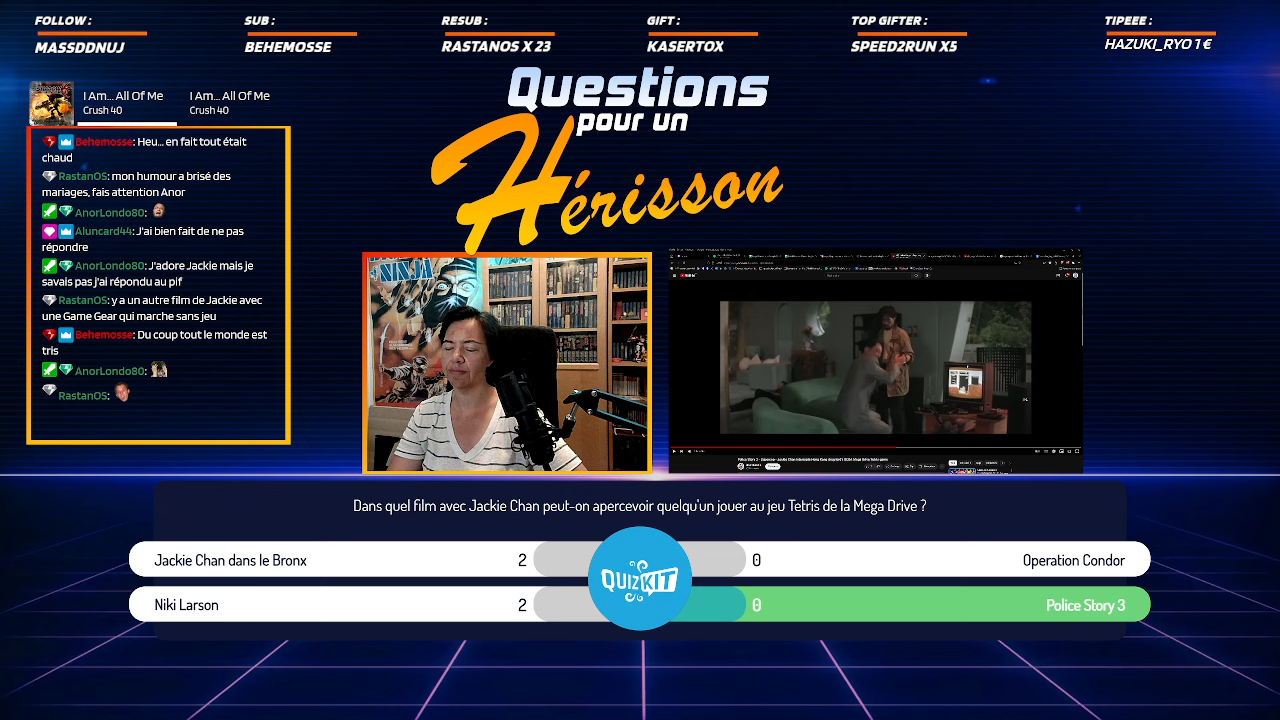 FOLLOW :
MASSDDNUJ
SUB :
BEHEMOSSE
RESUB :
RASTANOS X 23
GIFT :
KASERTOX
TOP GIFTER :
SPEED2RUN X5
TIPEEE :
HAZUKI_RYO 1 €
I Am...All Of Me
Crush 40
I Am...All Of Me
Crush 40
Questions
pour un
Hérisson
Behemosse: Heu... en fait tout était
chaud
RastanOS: mon humour a brisé des
mariages, fais attention Anor
AnorLondo80:
Aluncard44: J'ai bien fait de ne pas
répondre
AnorLondo80: J'adore Jackie mais je
savais pas j'ai répondu au pif
RastanOS: y a un autre film de Jackie avec
une Game Gear qui marche sans jeu
Behemosse: Du coup tout le monde est
tris
AnorLondo80:
RastanOS:
NINJA
Dans quel film avec Jackie Chan peut-on apercevoir quelqu'un jouer au jeu Tetris de la Mega Drive ?
Jackie Chan dans le Bronx 2
0 Operation Condor
Niki Larson 2
0 Police Story 3
QUIZKIT